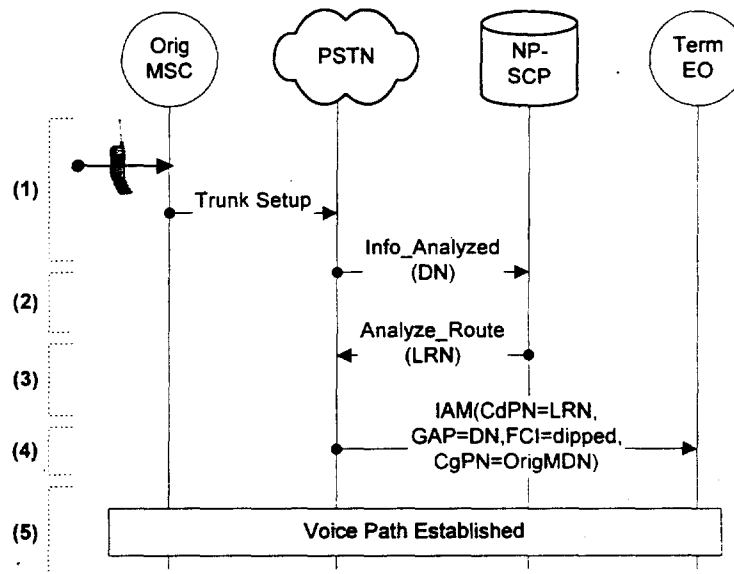 Orig
MSC
PSTN
NP-
SCP
Term
EO
(1)
Trunk Setup
Info_Analyzed
(DN)
(2)
Analyze_Route
(LRN)
(3)
IAM(CdPN=LRN,
GAP=DN,FCI=dipped,
CgPN=OrigMDN)
(4)
(5)
Voice Path Established